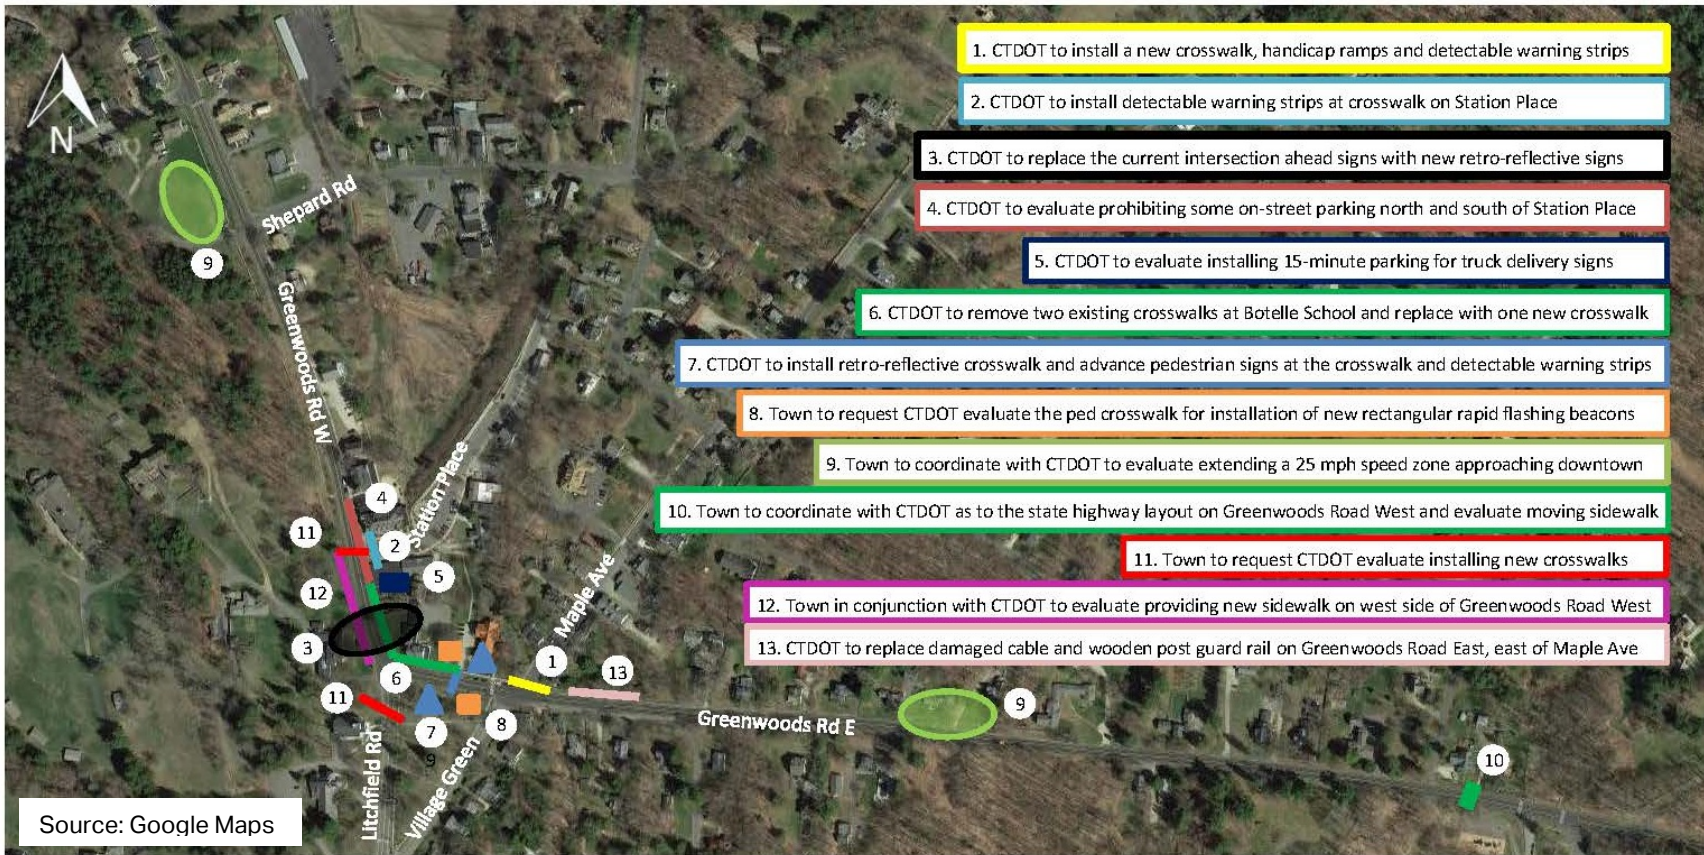 1. CTDOT to install a new crosswalk, handicap ramps and detectable warning strips
2. CTDOT to install detectable warning strips at crosswalk on Station Place
3. CTDOT to replace the current intersection ahead signs with new retro-reflective signs
4. CTDOT to evaluate prohibiting some on-street parking north and south of Station Place
5. CTDOT to evaluate installing 15-minute parking for truck delivery signs
6. CTDOT to remove two existing crosswalks at Botelle School and replace with one new crosswalk
7. CTDOT to install retro-reflective crosswalk and advance pedestrian signs at the crosswalk and detectable warning strips
8. Town to request CTDOT evaluate the ped crosswalk for installation of new rectangular rapid flashing beacons
9. Town to coordinate with CTDOT to evaluate extending a 25 mph speed zone approaching downtown
10. Town to coordinate with CTDOT as to the state highway layout on Greenwoods Road West and evaluate moving sidewalk
11. Town to request CTDOT evaluate installing new crosswalks
12. Town in conjunction with CTDOT to evaluate providing new sidewalk on west side of Greenwoods Road West
13. CTDOT to replace damaged cable and wooden post guard rail on Greenwoods Road East, east of Maple Ave
N
Shepard Rd
9
Greenwoods Rd W
Station Place
4
11
2
5
12
Maple Ave
3
6
1
13
11
7
9
8
Greenwoods Rd E
9
10
Litchfield Rd
Village Green
Source: Google Maps